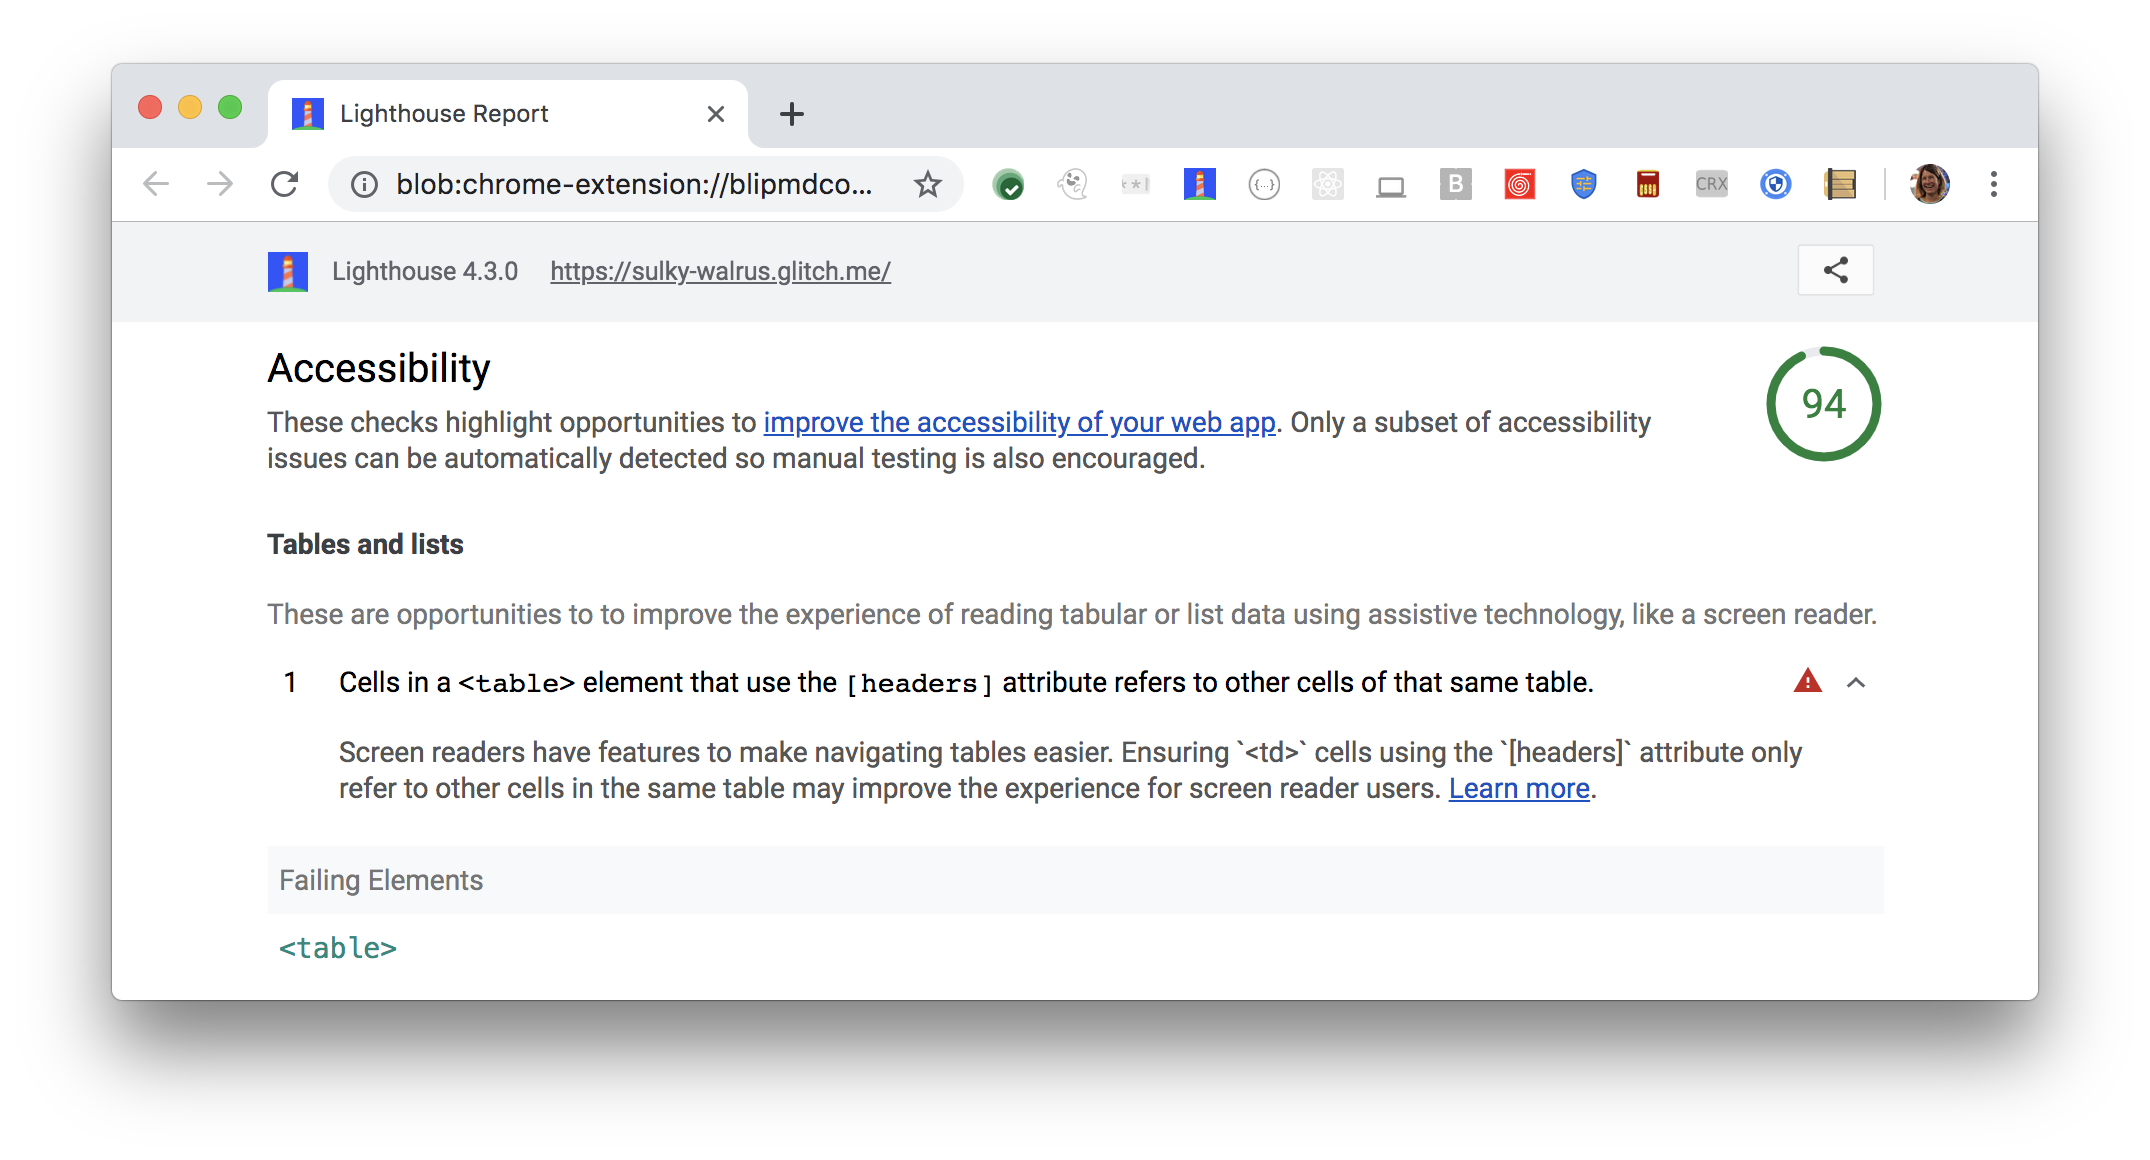 Lighthouse Report
blob:chrome-extension://blipmdco...
**!
{...}
B
CRX
Lighthouse 4.3.0 https://sulky-walrus.glitch.me/
Accessibility
These checks highlight opportunities to improve the accessibility of your web app. Only a subset of accessibility
issues can be automatically detected so manual testing is also encouraged.
94
Tables and lists
These are opportunities to to improve the experience of reading tabular or list data using assistive technology, like a screen reader.
1 Cells in a <table> element that use the [headers] attribute refers to other cells of that same table.
Screen readers have features to make navigating tables easier. Ensuring `<td>` cells using the `[headers]` attribute only
refer to other cells in the same table may improve the experience for screen reader users. Learn more.
Failing Elements
<table>